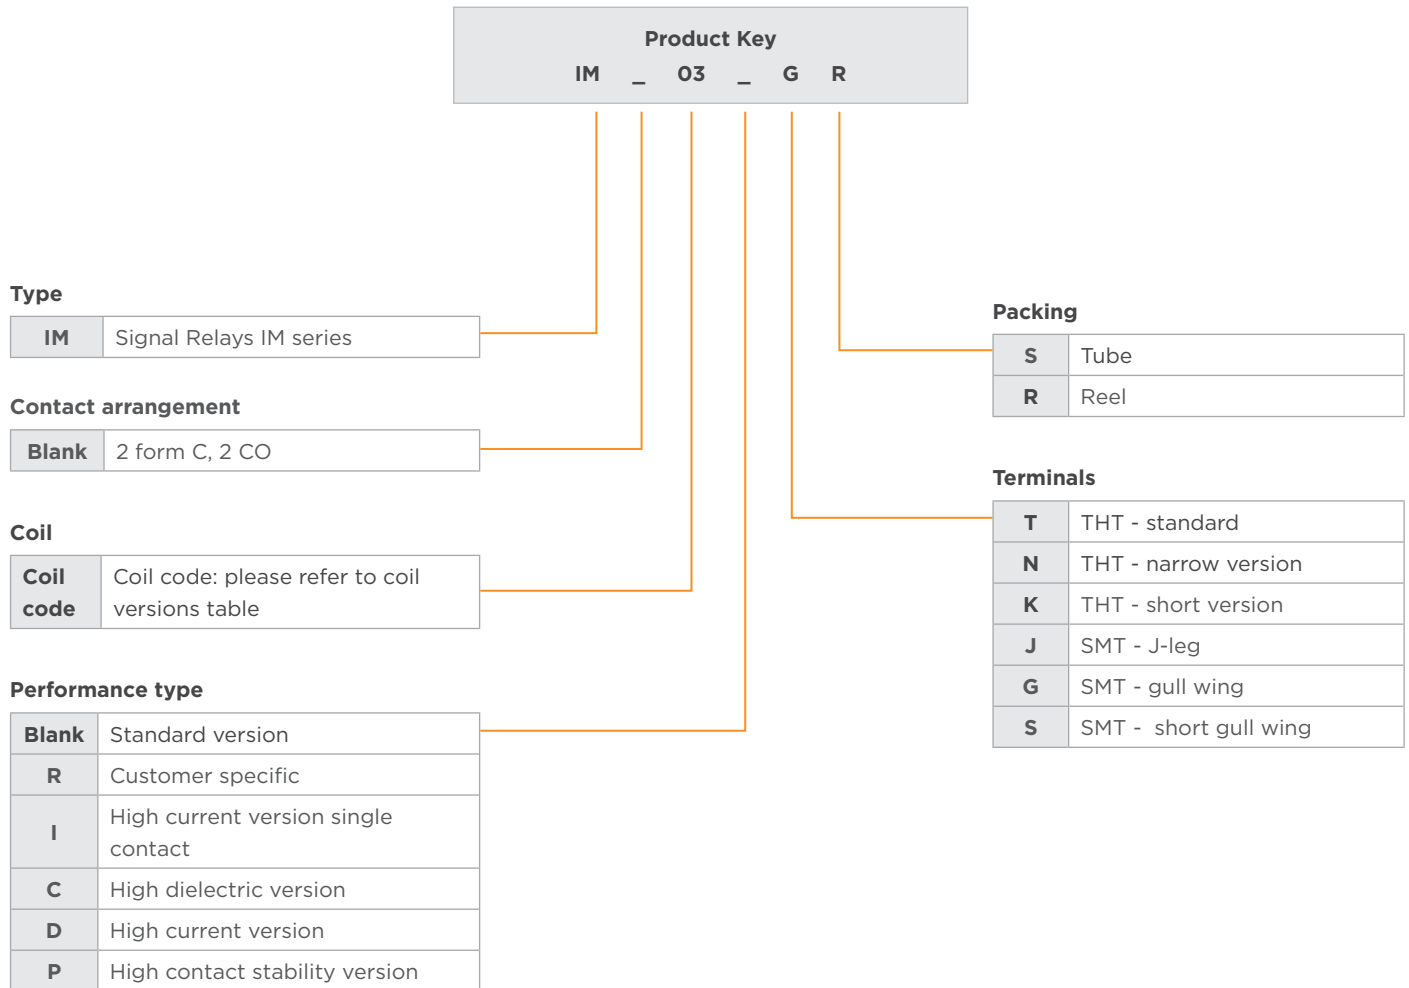 Product Key
IM _ 03 _ G R
Type
IM Signal Relays IM series
Contact arrangement
Blank 2 form C, 2 CO
Coil
Coil code Coil code: please refer to coil
versions table
Performance type
Blank Standard version
R Customer specific
I High current version single
contact
C High dielectric version
D High current version
P High contact stability version
Packing
S Tube
R Reel
Terminals
T THT - standard
N THT - narrow version
K THT - short version
J SMT - J-leg
G SMT - gull wing
S SMT - short gull wing